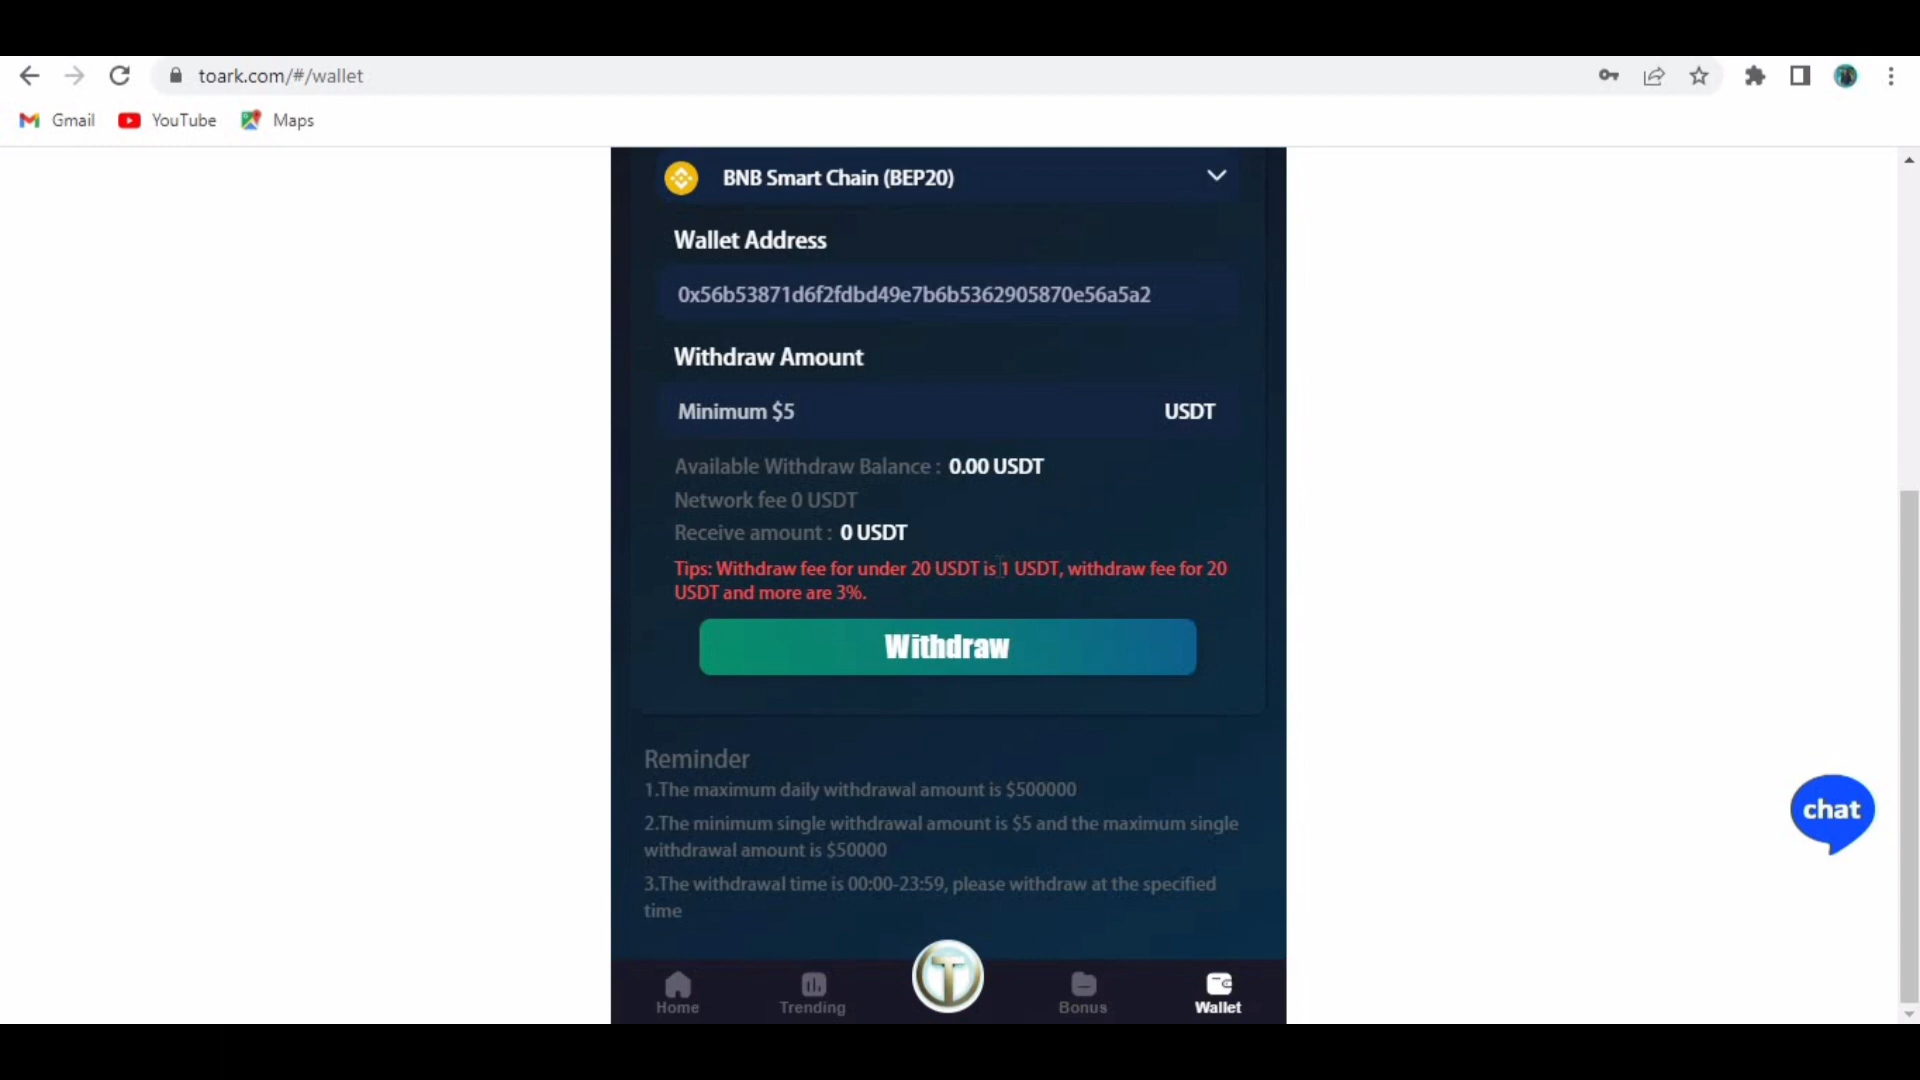 toark.com/#/wallet
Gmail YouTube Maps
BNB Smart Chain (BEP20)
Wallet Address
0x56b53871d6f2fdbd49e7b6b5362905870e56a5a2
Withdraw Amount
Minimum $5 USDT
Available Withdraw Balance : 0.00 USDT
Network fee 0 USDT
Receive amount : 0 USDT
Tips: Withdraw fee for under 20 USDT is 1 USDT, withdraw fee for 20
USDT and more are 3%.
Withdraw
Reminder
1.The maximum daily withdrawal amount is $500000
2.The minimum single withdrawal amount is $5 and the maximum single
withdrawal amount is $50000
3.The withdrawal time is 00:00-23:59, please withdraw at the specified
time
chat
T
Home Trending Bonus Wallet